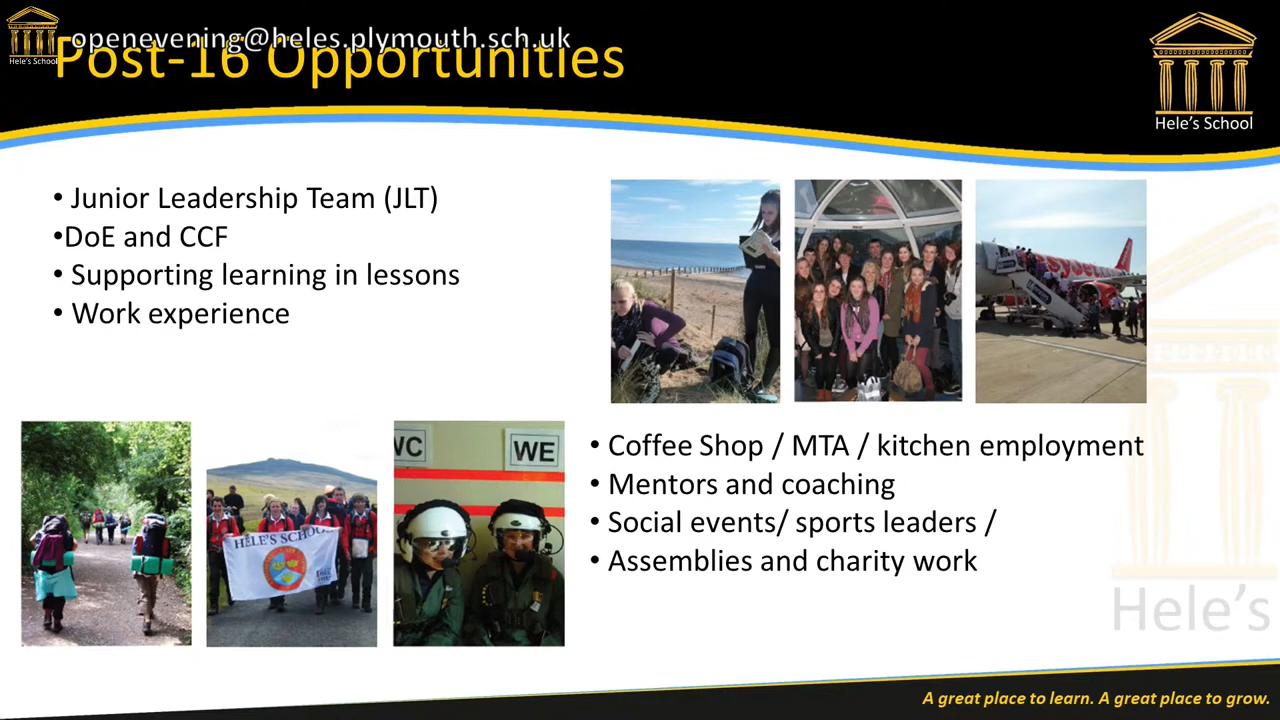 openevening@heles.plymouth.sch.uk
Hele's School
Post-16 Opportunities
Hele's School
• Junior Leadership Team (JLT)
•DoE and CCF
• Supporting learning in lessons
• Work experience
WC
WE
HELE'S SCHOOL
• Coffee Shop / MTA / kitchen employment
• Mentors and coaching
• Social events/ sports leaders /
• Assemblies and charity work
Hele's
A great place to learn. A great place to grow.